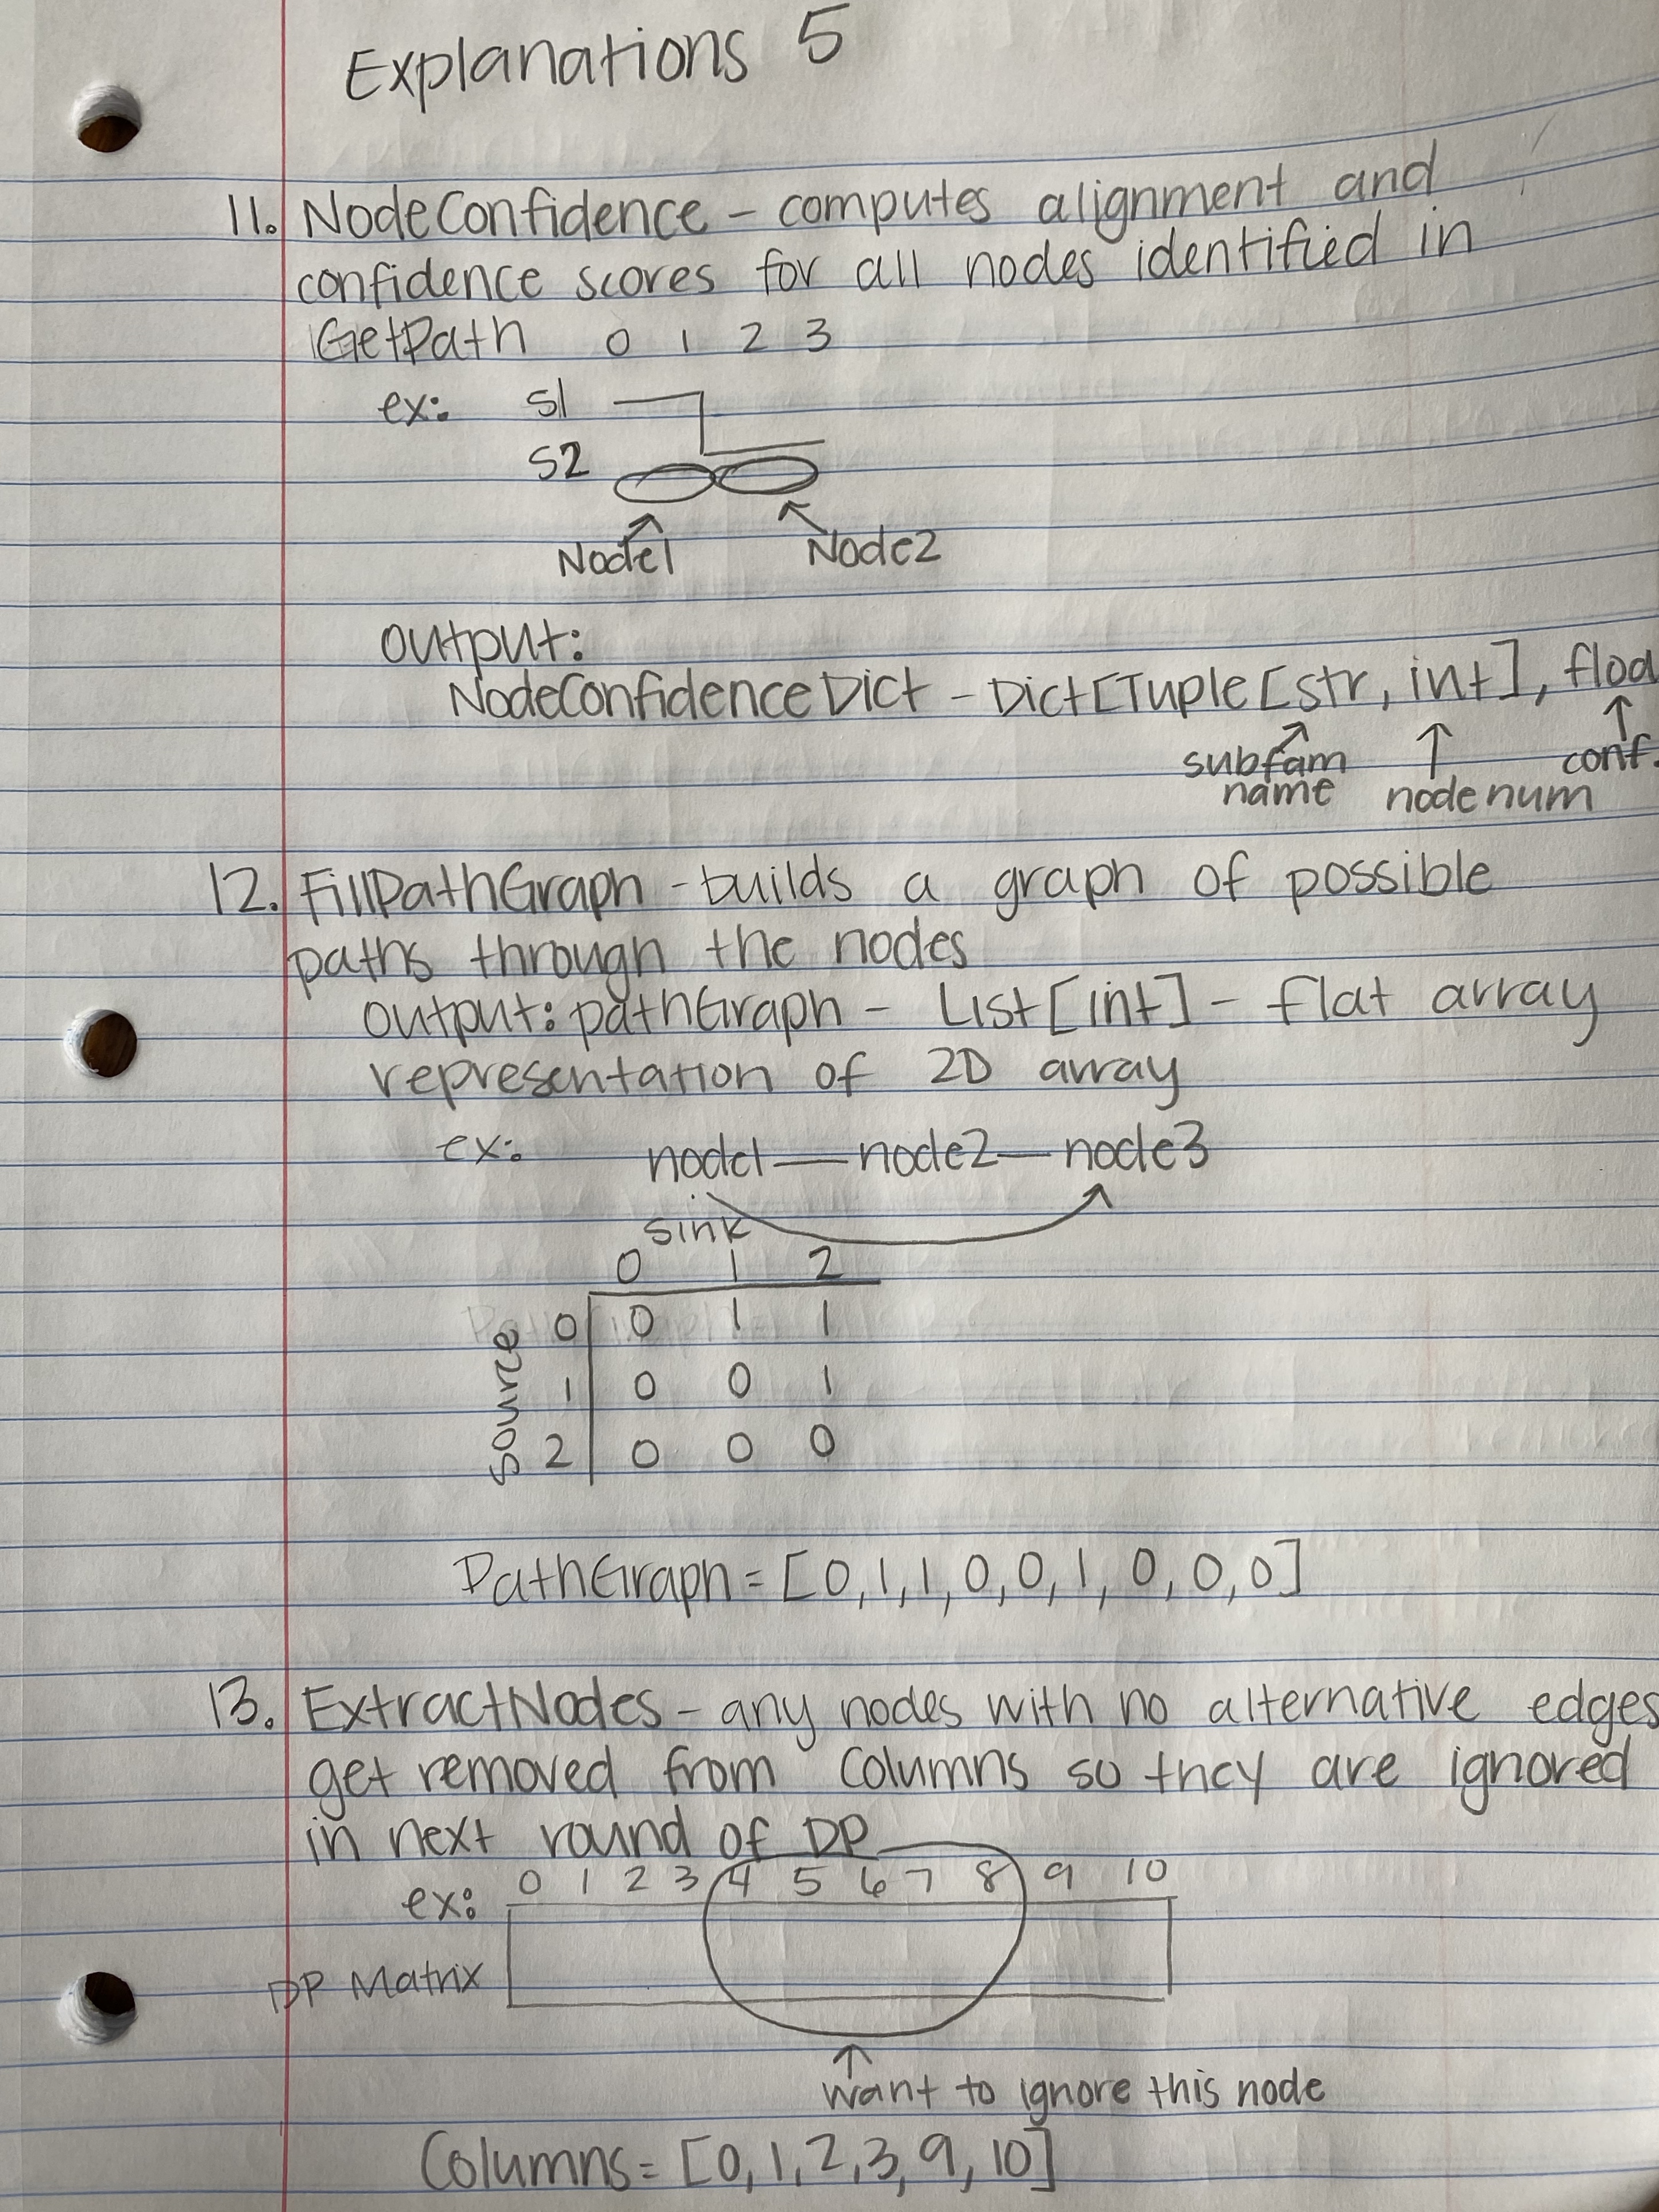 Explanations 5
11. NodeConfidence - computes alignment and
confidence scores for all nodes identified in
GetPath 0 1 2 3
ex: S1
S2
Node1 Node2
output:
NodeConfidenceDict - Dict[Tuple[str, int], floa
subfam name
node num
conf.
12. FillPathGraph - builds a graph of possible
paths through the nodes
output: pathGraph - List[int] - flat array
representation of 2D array
ex: node1 — node2 — node3
sink
0 1 2
source
0 0 1 1
1 0 0 1
2 0 0 0
PathGraph = [0,1,1,0,0,1,0,0,0]
13. ExtractNodes - any nodes with no alternative edges
get removed from Columns so they are ignored
in next round of DP
ex: 0 1 2 3 4 5 6 7 8 9 10
DP Matrix
want to ignore this node
Columns = [0,1,2,3,9,10]